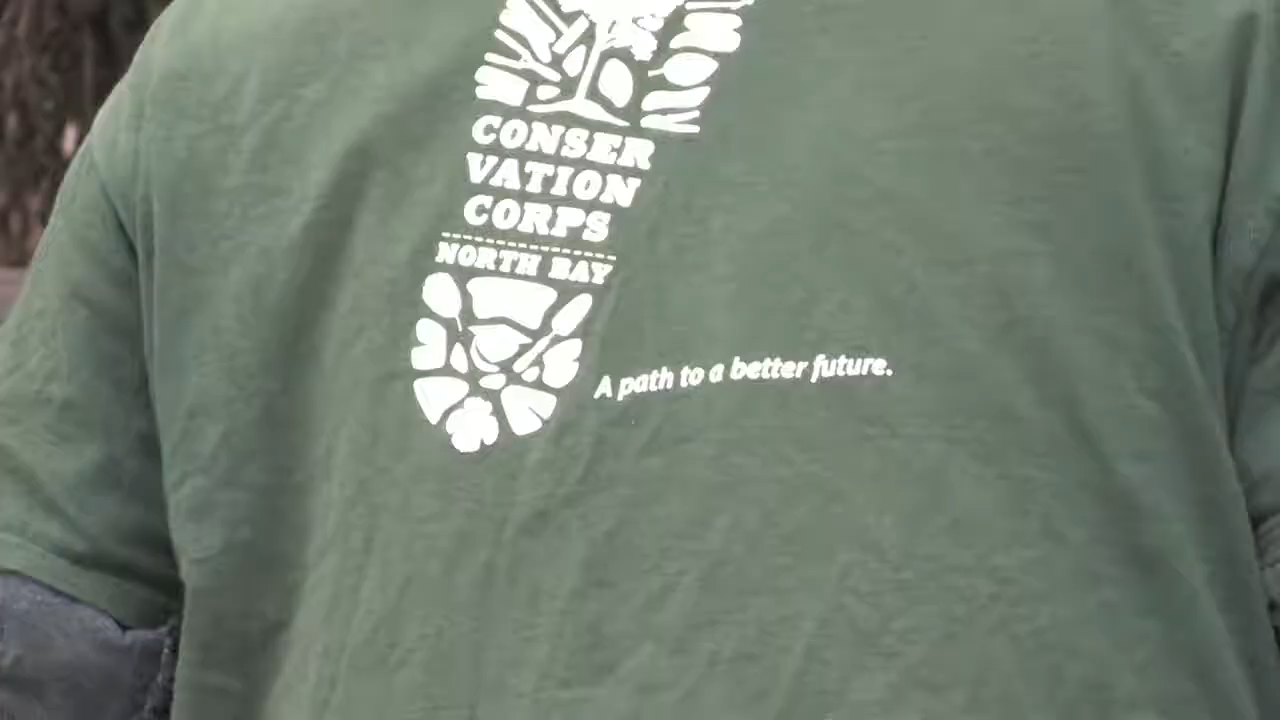 CONSER
VATION
CORPS
NORTH BAY
A path to a better future.